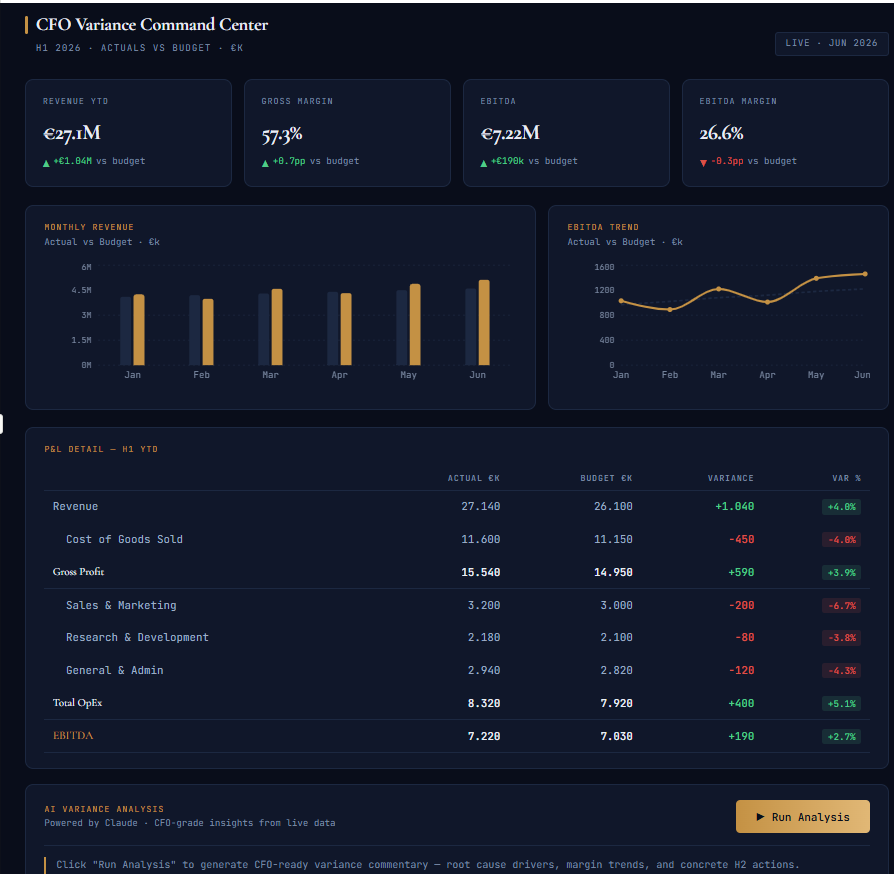 CFO Variance Command Center
H1 2026 · ACTUALS VS BUDGET · €K
LIVE · JUN 2026
REVENUE YTD
€27.1M
▲ +€1.04M vs budget
GROSS MARGIN
57.3%
▲ +0.7pp vs budget
EBITDA
€7.22M
▲ +€190k vs budget
EBITDA MARGIN
26.6%
▼ -0.3pp vs budget
MONTHLY REVENUE
Actual vs Budget · €k
6M
4.5M
3M
1.5M
0M
Jan Feb Mar Apr May Jun
EBITDA TREND
Actual vs Budget · €k
1600
1200
800
400
0
Jan Feb Mar Apr May Jun
P&L DETAIL — H1 YTD
ACTUAL €K BUDGET €K VARIANCE VAR %
Revenue 27.140 26.100 +1.040 +4.0%
Cost of Goods Sold 11.600 11.150 -450 -4.0%
Gross Profit 15.540 14.950 +590 +3.9%
Sales & Marketing 3.200 3.000 -200 -6.7%
Research & Development 2.180 2.100 -80 -3.8%
General & Admin 2.940 2.820 -120 -4.3%
Total OpEx 8.320 7.920 +400 +5.1%
EBITDA 7.220 7.030 +190 +2.7%
AI VARIANCE ANALYSIS
Powered by Claude · CFO-grade insights from live data
▶ Run Analysis
Click "Run Analysis" to generate CFO-ready variance commentary — root cause drivers, margin trends, and concrete H2 actions.